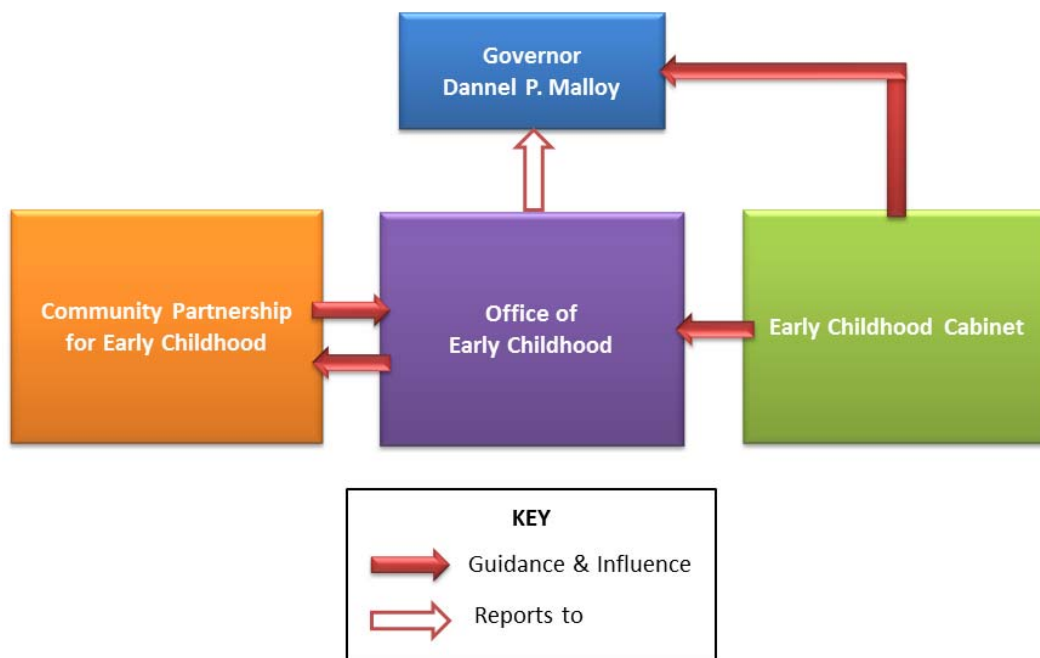 Governor
Dannel P. Malloy
Community Partnership
for Early Childhood
Office of
Early Childhood
Early Childhood Cabinet
KEY
Guidance & Influence
Reports to